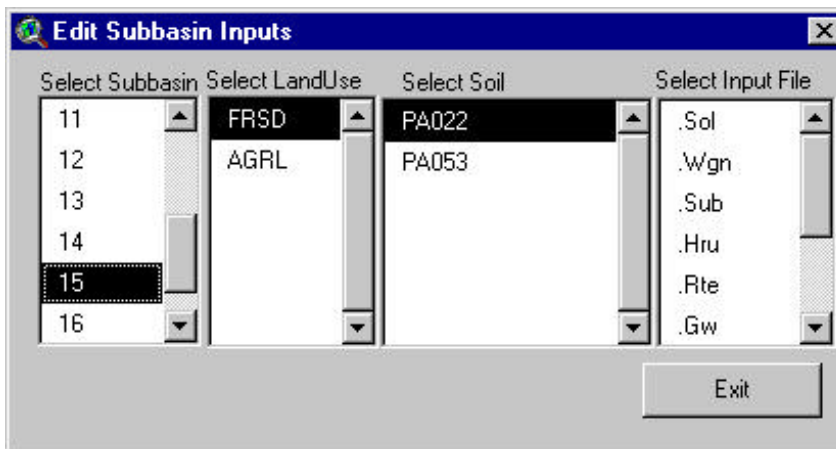 Edit Subbasin Inputs
Select Subbasin Select LandUse Select Soil Select Input File
11 FRSD PA022 .Sol
12 AGRL PA053 .Wgn
13 .Sub
14 .Hru
15 .Rte
16 .Gw
Exit